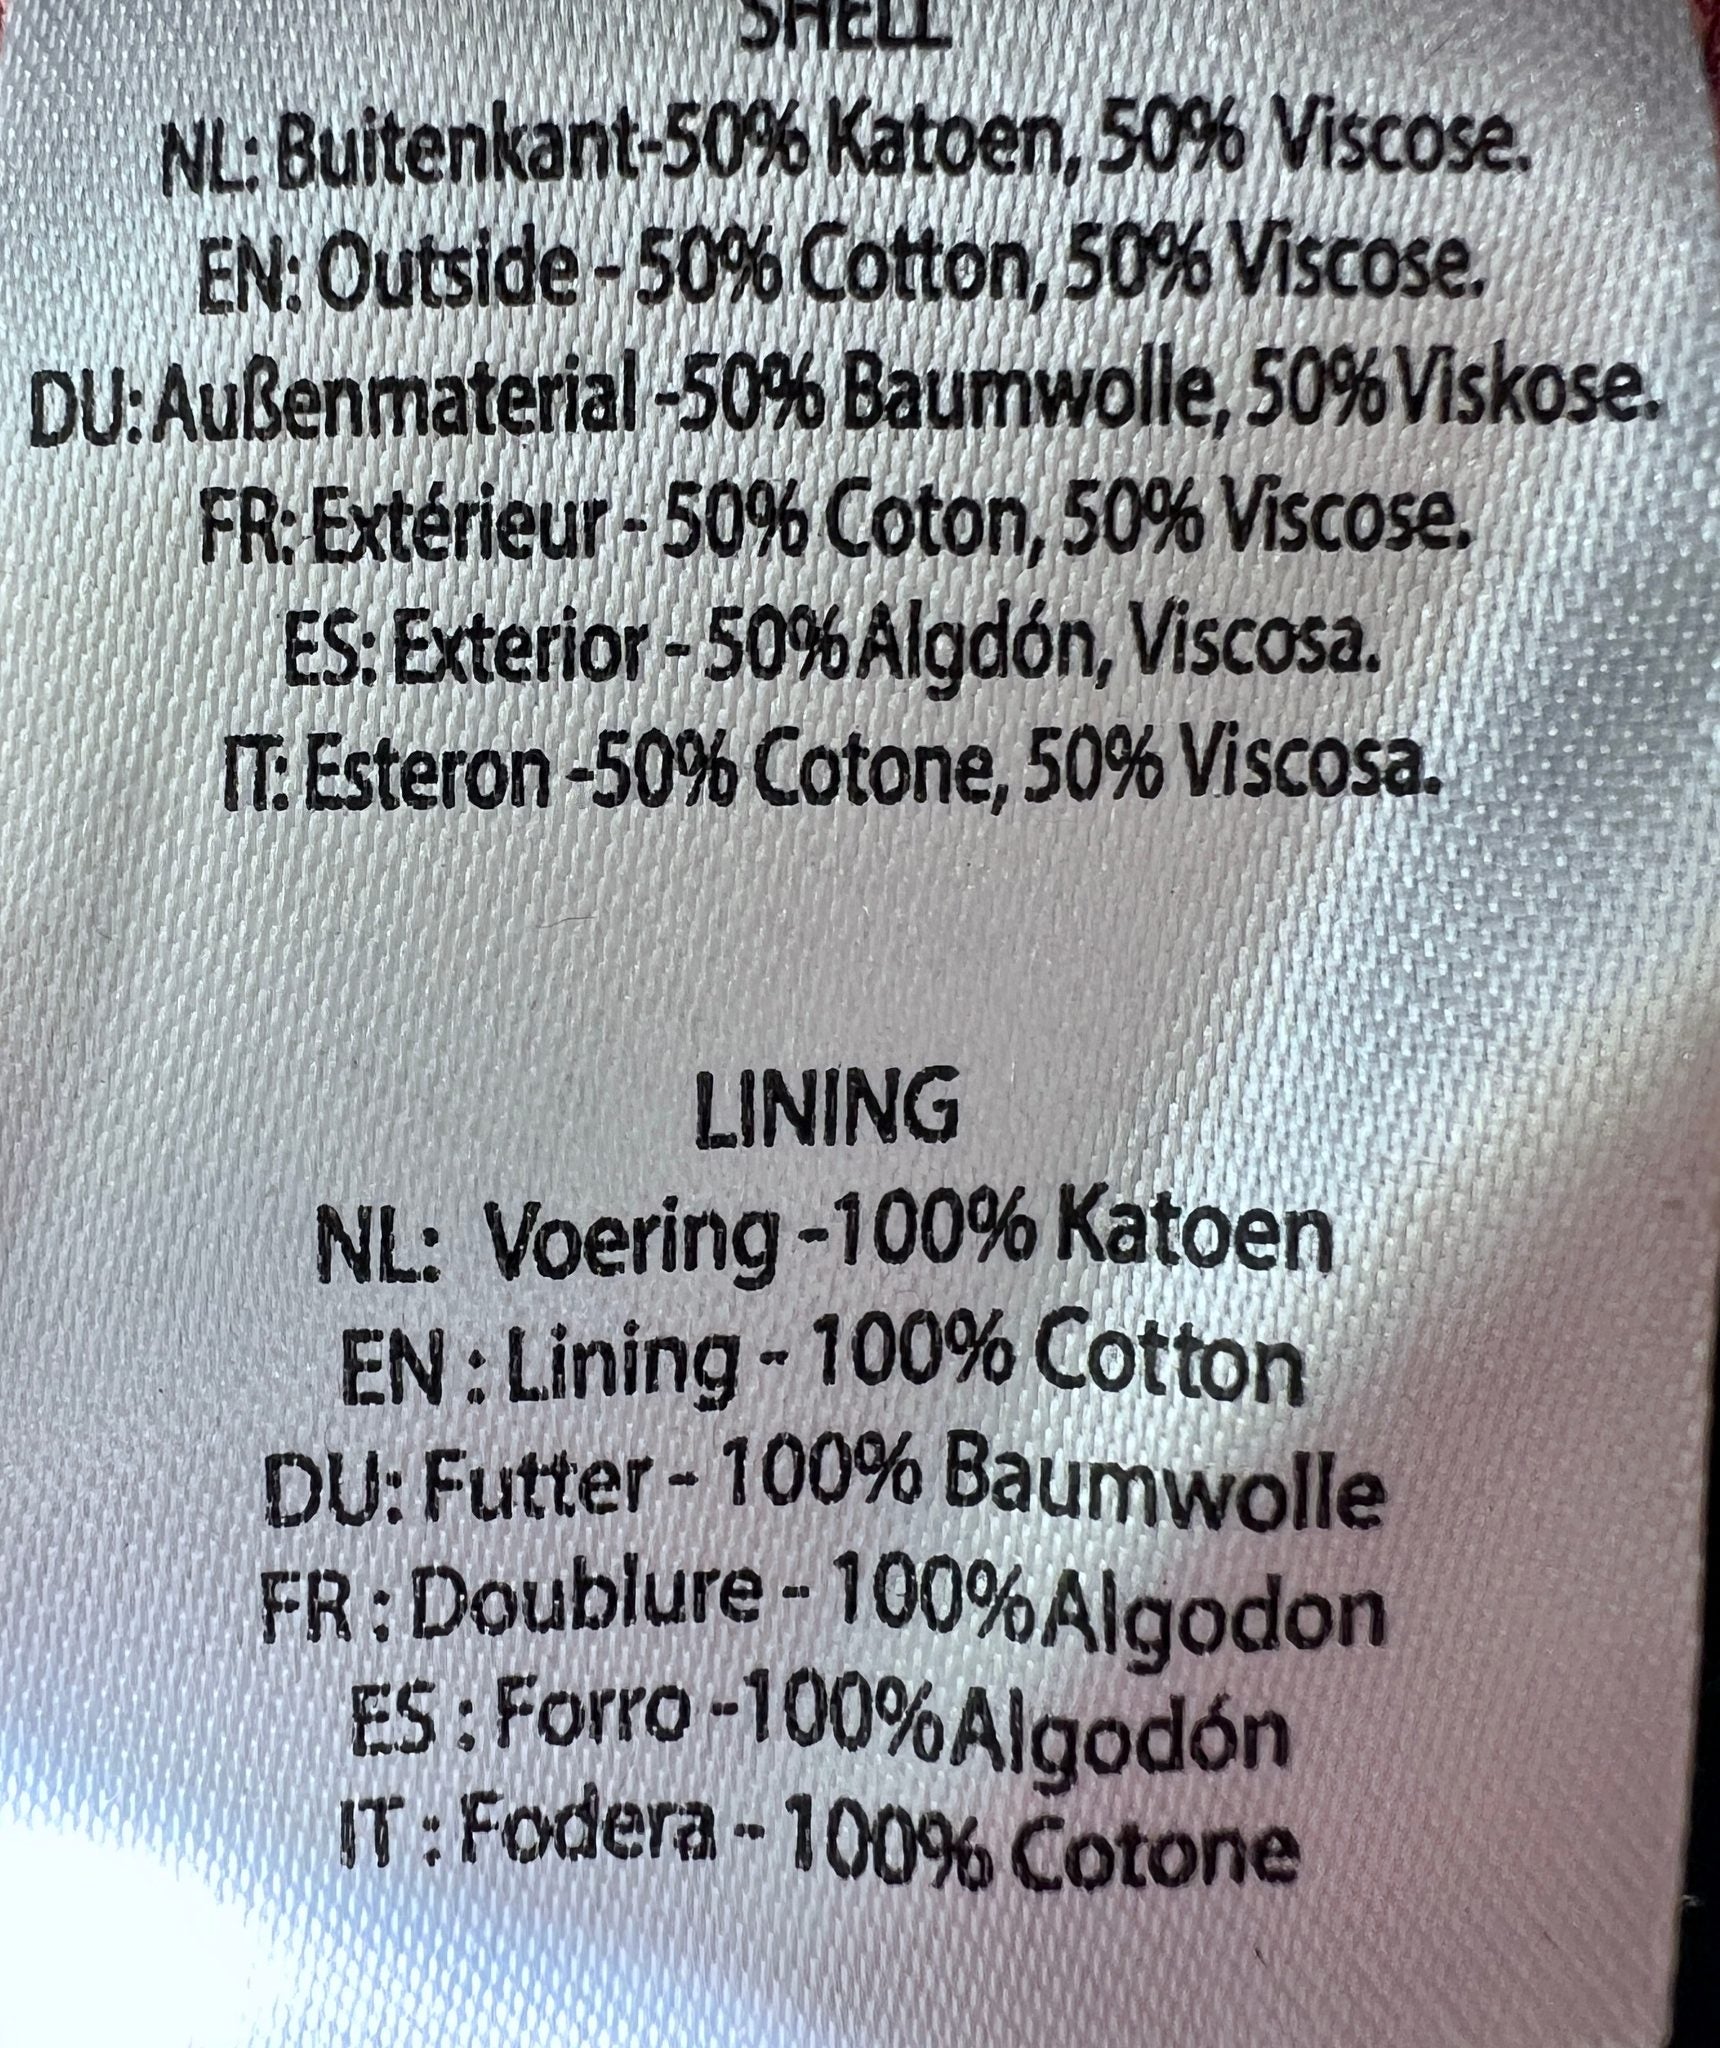 SHELL
NL: Buitenkant-50% Katoen, 50% Viscose.
EN: Outside - 50% Cotton, 50% Viscose.
DU: Außenmaterial -50% Baumwolle, 50% Viskose.
FR: Extérieur - 50% Coton, 50% Viscose.
ES: Exterior - 50% Algdón, Viscosa.
IT: Esteron -50% Cotone, 50% Viscosa.
LINING
NL: Voering -100% Katoen
EN : Lining - 100% Cotton
DU: Futter - 100% Baumwolle
FR : Doublure - 100% Algodon
ES : Forro -100% Algodón
IT : Fodera - 100% Cotone